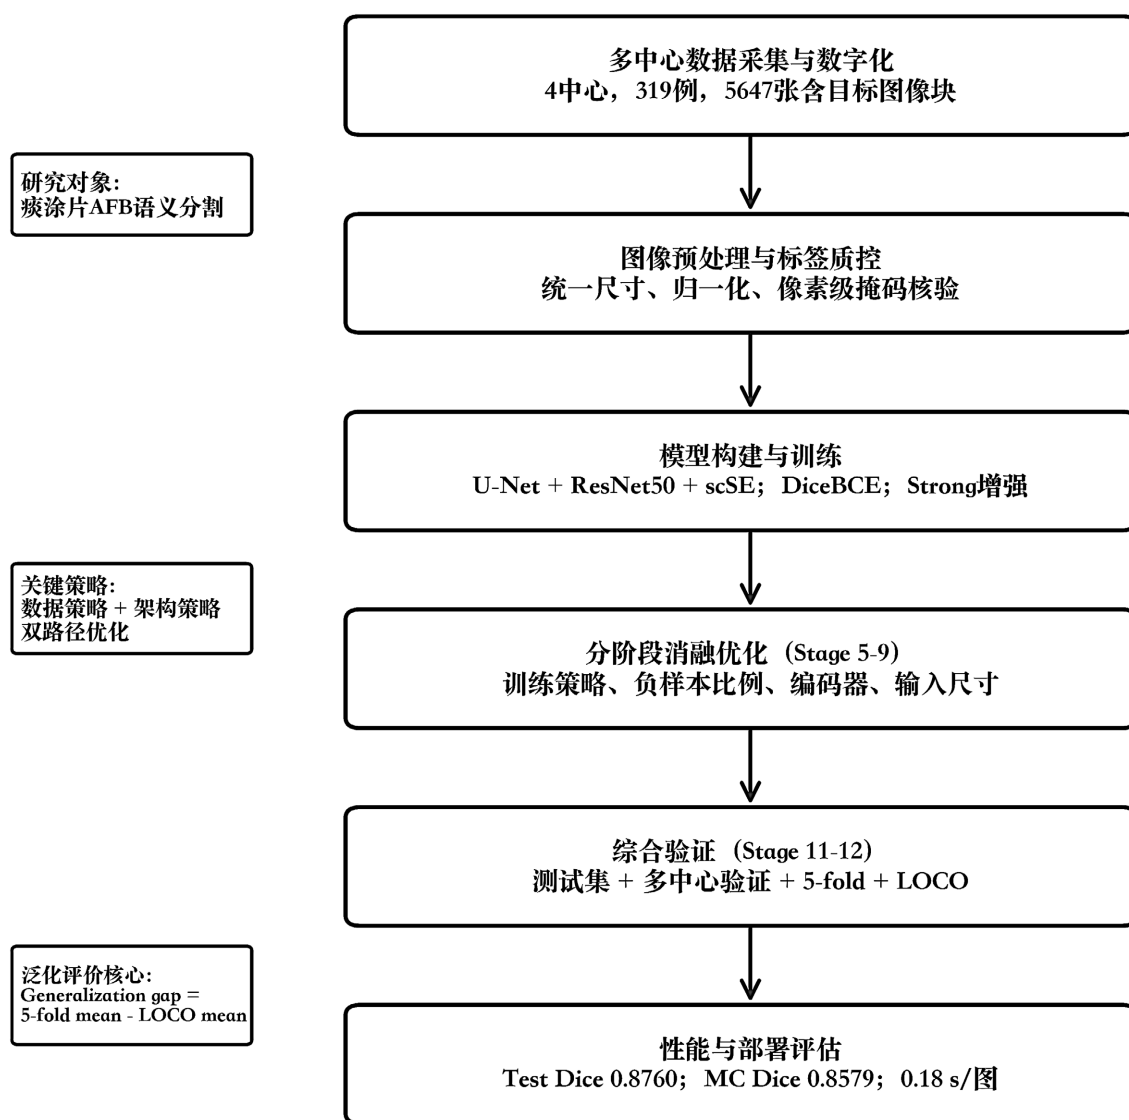 多中心数据采集与数字化
4中心，319例，5647张含目标图像块
研究对象：
痰涂片AFB语义分割
图像预处理与标签质控
统一尺寸、归一化、像素级掩码核验
模型构建与训练
U-Net + ResNet50 + scSE；DiceBCE；Strong增强
关键策略：
数据策略 + 架构策略
双路径优化
分阶段消融优化（Stage 5-9）
训练策略、负样本比例、编码器、输入尺寸
综合验证（Stage 11-12）
测试集 + 多中心验证 + 5-fold + LOCO
泛化评价核心：
Generalization gap =
5-fold mean - LOCO mean
性能与部署评估
Test Dice 0.8760；MC Dice 0.8579；0.18 s/图